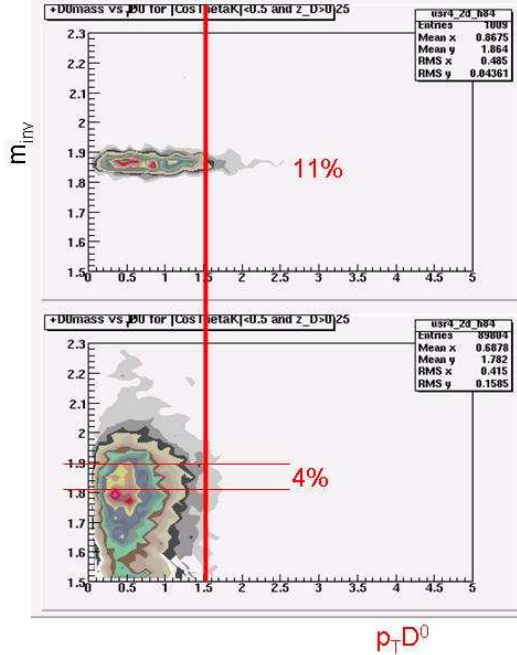 +D0mass vs pD0 for |CosThetaK|<0.5 and z_D>0.25
usr4_2d_h84
Entries 1009
Mean x 0.8675
Mean y 1.864
RMS x 0.485
RMS y 0.04361
2.3
2.2
2.1
2
1.9
1.8
1.7
1.6
1.5
m_inv
11%
0 0.5 1 1.5 2 2.5 3 3.5 4 4.5 5
+D0mass vs pD0 for |CosThetaK|<0.5 and z_D>0.25
usr4_2d_h84
Entries 89804
Mean x 0.6878
Mean y 1.782
RMS x 0.415
RMS y 0.1585
2.3
2.2
2.1
2
1.9
1.8
1.7
1.6
1.5
4%
0 0.5 1 1.5 2 2.5 3 3.5 4 4.5 5
p_TD⁰